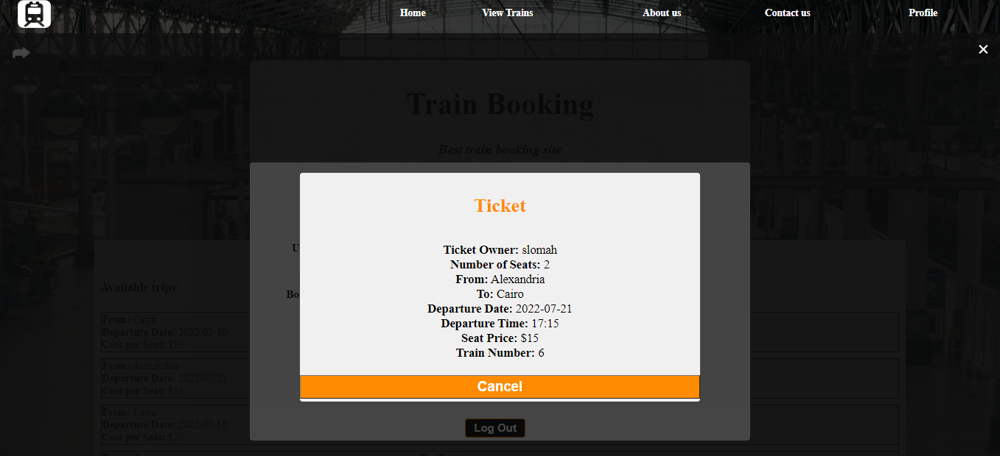 Home
View Trains
About us
Contact us
Profile
Train Booking
Best train booking site
Ticket
Ticket Owner: slomah
Number of Seats: 2
From: Alexandria
To: Cairo
Departure Date: 2022-07-21
Departure Time: 17:15
Seat Price: $15
Train Number: 6
Cancel
Log Out
Available trips:
From: Cairo
Departure Date: 2022-01-10
Cost per Seat: $10
From: Alexandria
Departure Date: 2022-07-21
Cost per Seat: $15
From: Cairo
Departure Date: 2022-03-16
Cost per Seat: $20